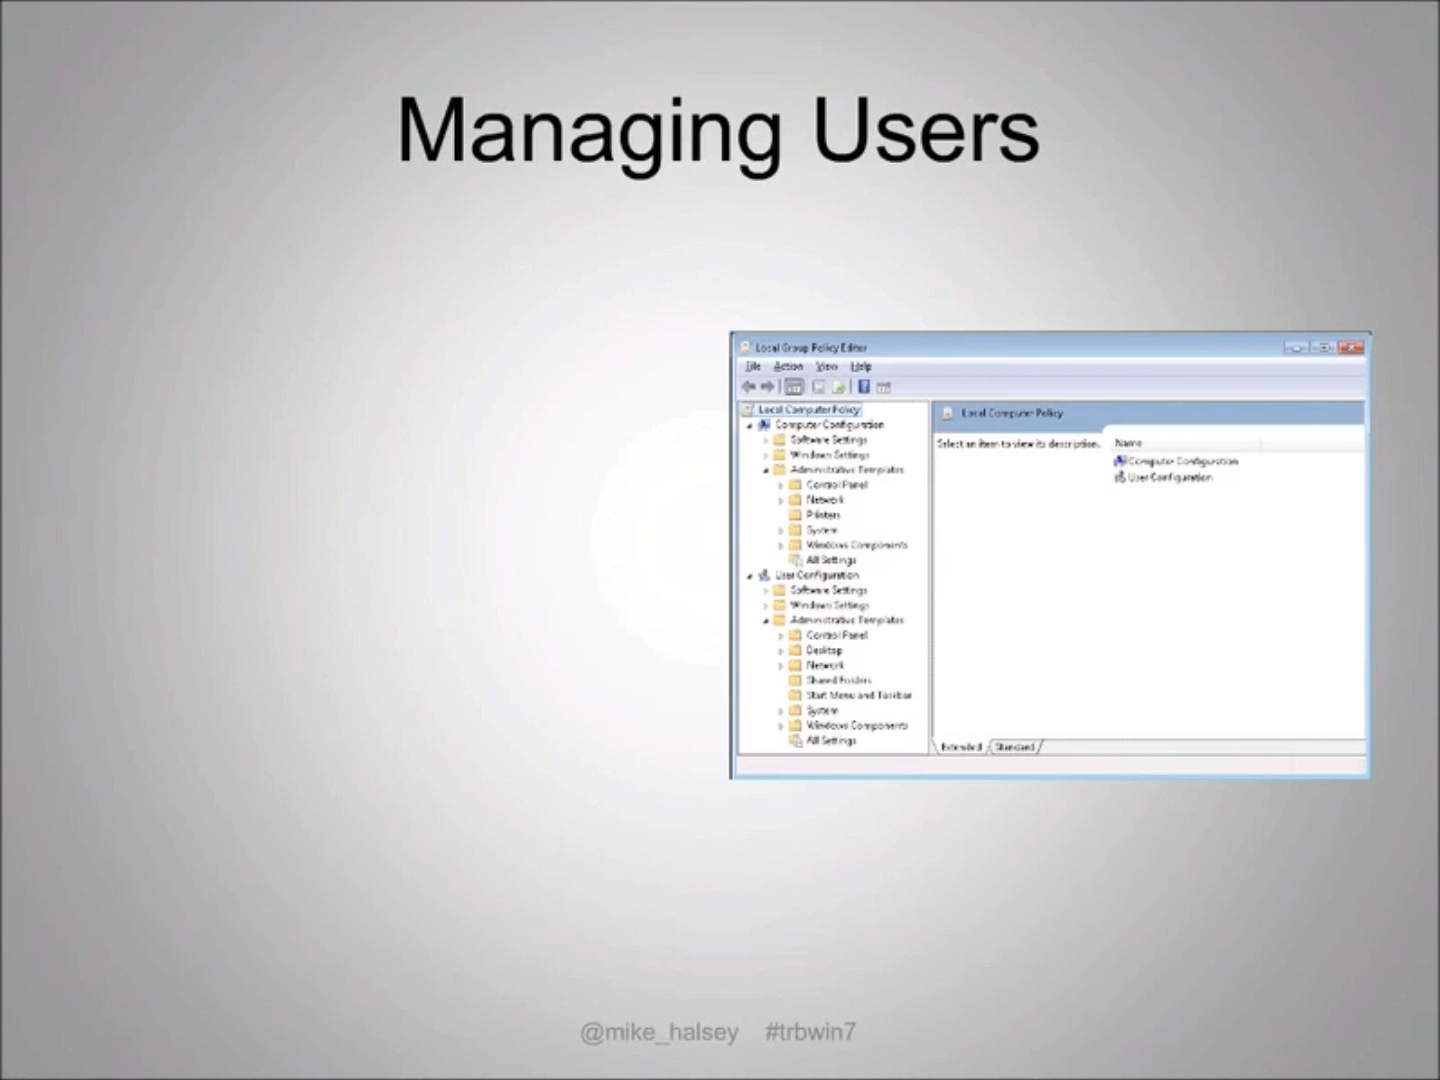 Managing Users
Local Group Policy Editor
File Action View Help
Local Computer Policy
Computer Configuration
Software Settings
Windows Settings
Administrative Templates
Control Panel
Network
Printers
System
Windows Components
All Settings
User Configuration
Software Settings
Windows Settings
Administrative Templates
Control Panel
Desktop
Network
Shared Folders
Start Menu and Taskbar
System
Windows Components
All Settings
Local Computer Policy
Select an item to view its description.
Name
Computer Configuration
User Configuration
Extended Standard
@mike_halsey #trbwin7